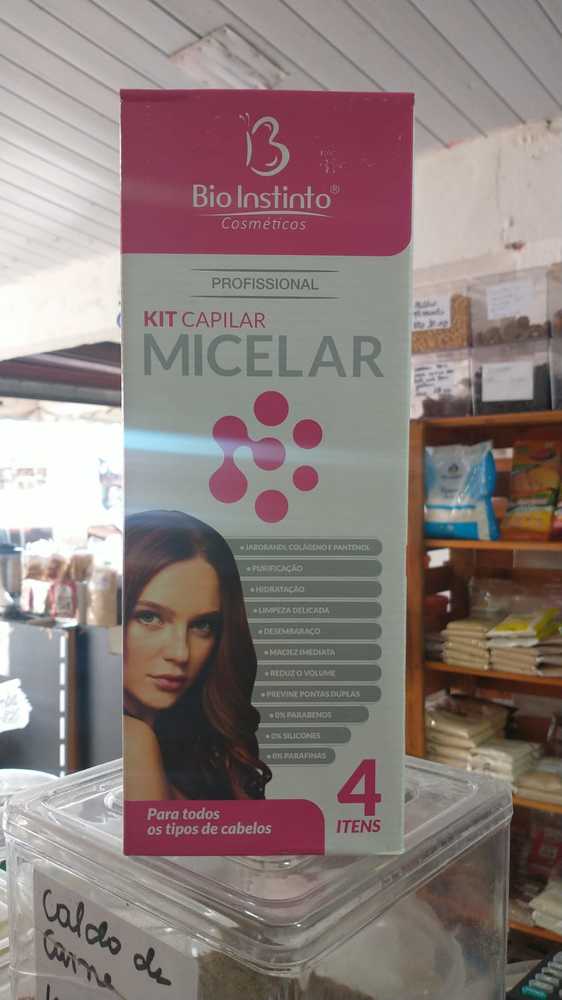 B
Bio Instinto®
Cosméticos
PROFISSIONAL
KIT CAPILAR
MICELAR
• JABORANDI, COLÁGENO E PANTENOL
• PURIFICAÇÃO
• HIDRATAÇÃO
• LIMPEZA DELICADA
• DESEMBARAÇO
• MACIEZ IMEDIATA
• REDUZ O VOLUME
• PREVINE PONTAS DUPLAS
• 0% PARABENOS
• 0% SILICONES
• 0% PARAFINAS
4
ITENS
Para todos
os tipos de cabelos
Caldo de
Carne